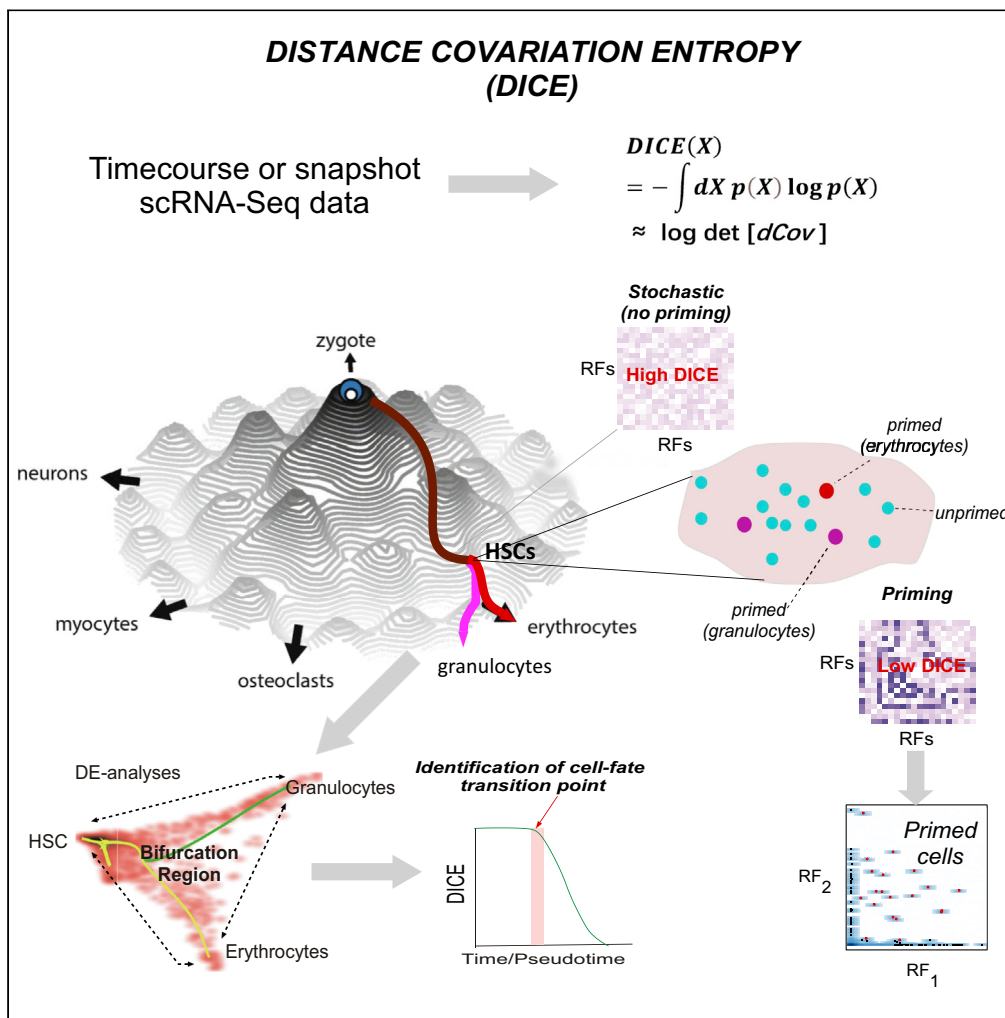 DISTANCE COVARIATION ENTROPY
(DICE)
Timecourse or snapshot
scRNA-Seq data
DICE(X)
= − ∫ dX p(X) log p(X)
≈ log det [dCov]
Stochastic
(no priming)
RFs
High DICE
RFs
zygote
neurons
HSCs
myocytes
osteoclasts
erythrocytes
granulocytes
primed
(erythrocytes)
unprimed
primed
(granulocytes)
Priming
RFs
Low DICE
RFs
DE-analyses
Granulocytes
HSC
Bifurcation
Region
Erythrocytes
Identification of cell-fate
transition point
DICE
Time/Pseudotime
Primed
cells
RF2
RF1